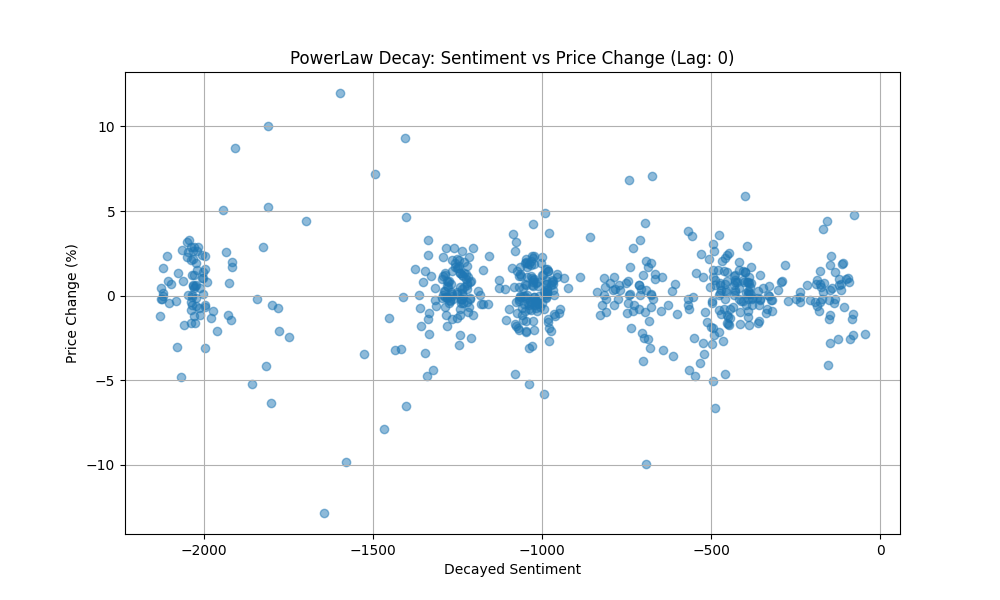 PowerLaw Decay: Sentiment vs Price Change (Lag: 0)
Price Change (%)
10
5
0
−5
−10
−2000 −1500 −1000 −500 0
Decayed Sentiment